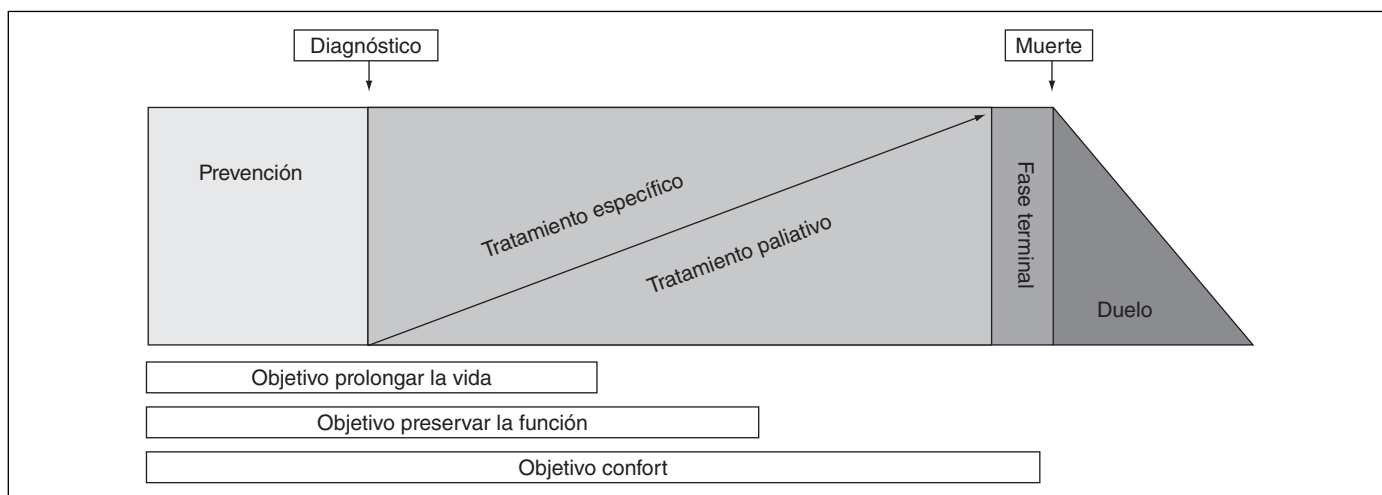 Diagnóstico
Muerte
Prevención
Tratamiento específico
Tratamiento paliativo
Fase terminal
Duelo
Objetivo prolongar la vida
Objetivo preservar la función
Objetivo confort